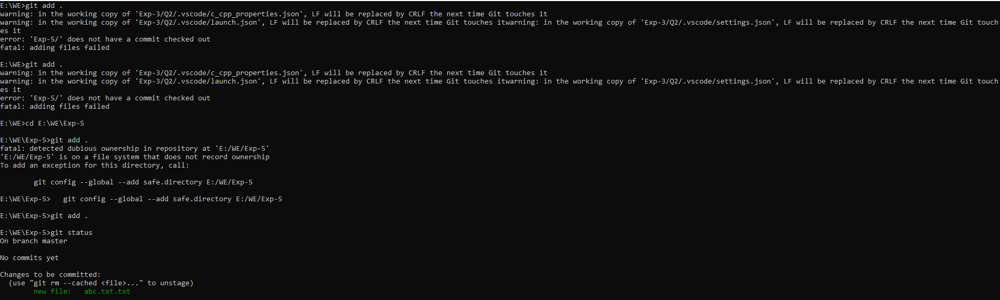 E:\WE>git add .
warning: in the working copy of 'Exp-3/Q2/.vscode/c_cpp_properties.json', LF will be replaced by CRLF the next time Git touches it
warning: in the working copy of 'Exp-3/Q2/.vscode/launch.json', LF will be replaced by CRLF the next time Git touches itwarning: in the working copy of 'Exp-3/Q2/.vscode/settings.json', LF will be replaced by CRLF the next time Git touch
es it
error: 'Exp-5/' does not have a commit checked out
fatal: adding files failed
E:\WE>git add .
warning: in the working copy of 'Exp-3/Q2/.vscode/c_cpp_properties.json', LF will be replaced by CRLF the next time Git touches it
warning: in the working copy of 'Exp-3/Q2/.vscode/launch.json', LF will be replaced by CRLF the next time Git touches itwarning: in the working copy of 'Exp-3/Q2/.vscode/settings.json', LF will be replaced by CRLF the next time Git touch
es it
error: 'Exp-5/' does not have a commit checked out
fatal: adding files failed
E:\WE>cd E:\WE\Exp-5
E:\WE\Exp-5>git add .
fatal: detected dubious ownership in repository at 'E:/WE/Exp-5'
'E:/WE/Exp-5' is on a file system that does not record ownership
To add an exception for this directory, call:
git config --global --add safe.directory E:/WE/Exp-5
E:\WE\Exp-5>   git config --global --add safe.directory E:/WE/Exp-5
E:\WE\Exp-5>git add .
E:\WE\Exp-5>git status
On branch master
No commits yet
Changes to be committed:
(use "git rm --cached <file>..." to unstage)
new file:   abc.txt.txt